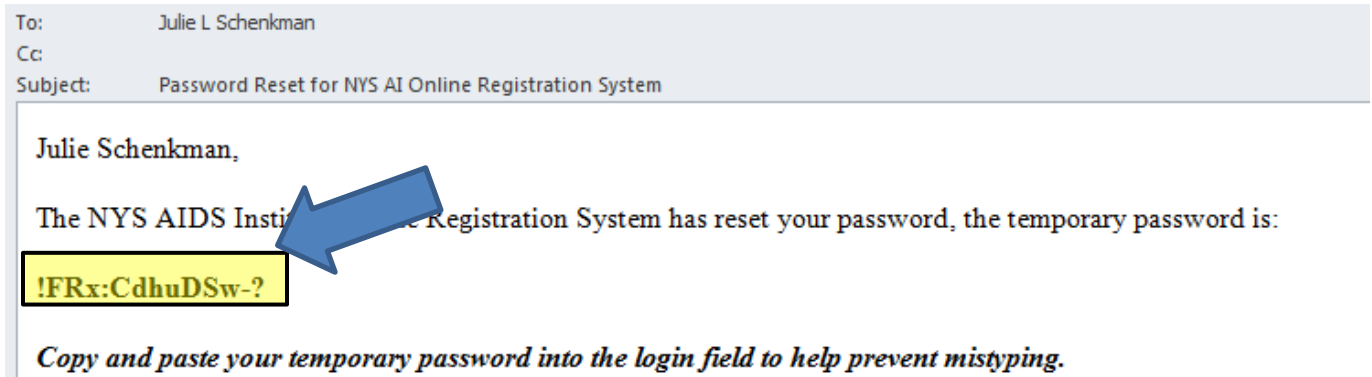 To: Julie L Schenkman
Cc:
Subject: Password Reset for NYS AI Online Registration System
Julie Schenkman,
The NYS AIDS Registration System has reset your password, the temporary password is:
!FRx:CdhuDSw-?
Copy and paste your temporary password into the login field to help prevent mistyping.